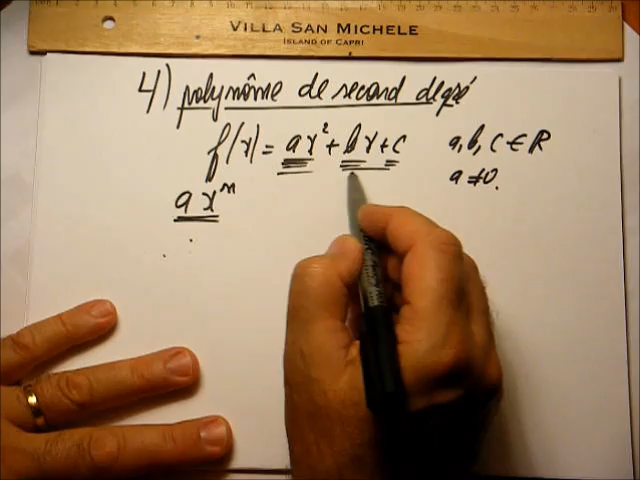 VILLA SAN MICHELE
ISLAND OF CAPRI
4) polynôme de second degré
f(x) = ax² + bx + c a, b, c ∈ ℝ
a ≠ 0.
axⁿ